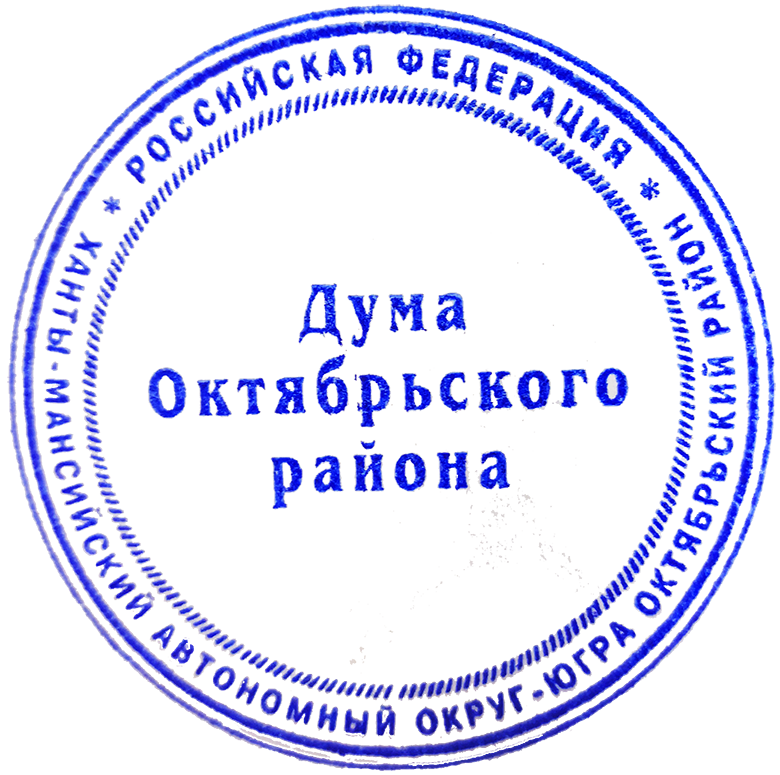 * РОССИЙСКАЯ ФЕДЕРАЦИЯ *
ХАНТЫ-МАНСИЙСКИЙ АВТОНОМНЫЙ ОКРУГ-ЮГРА ОКТЯБРЬСКИЙ РАЙОН
Дума
Октябрьского
района